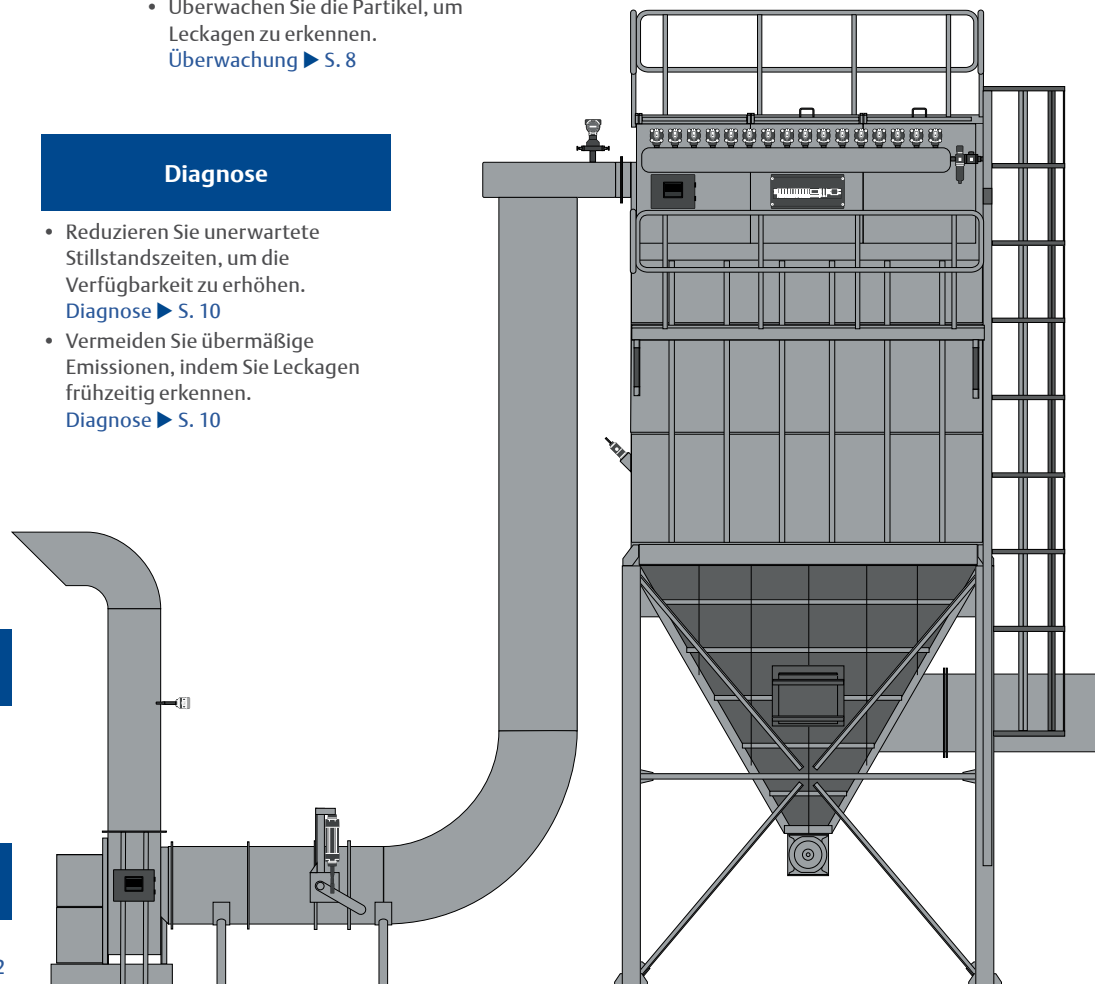 • Überwachen Sie die Partikel, um
Leckagen zu erkennen.
Überwachung ▶ S. 8
Diagnose
• Reduzieren Sie unerwartete
Stillstandszeiten, um die
Verfügbarkeit zu erhöhen.
Diagnose ▶ S. 10
• Vermeiden Sie übermäßige
Emissionen, indem Sie Leckagen
frühzeitig erkennen.
Diagnose ▶ S. 10
2